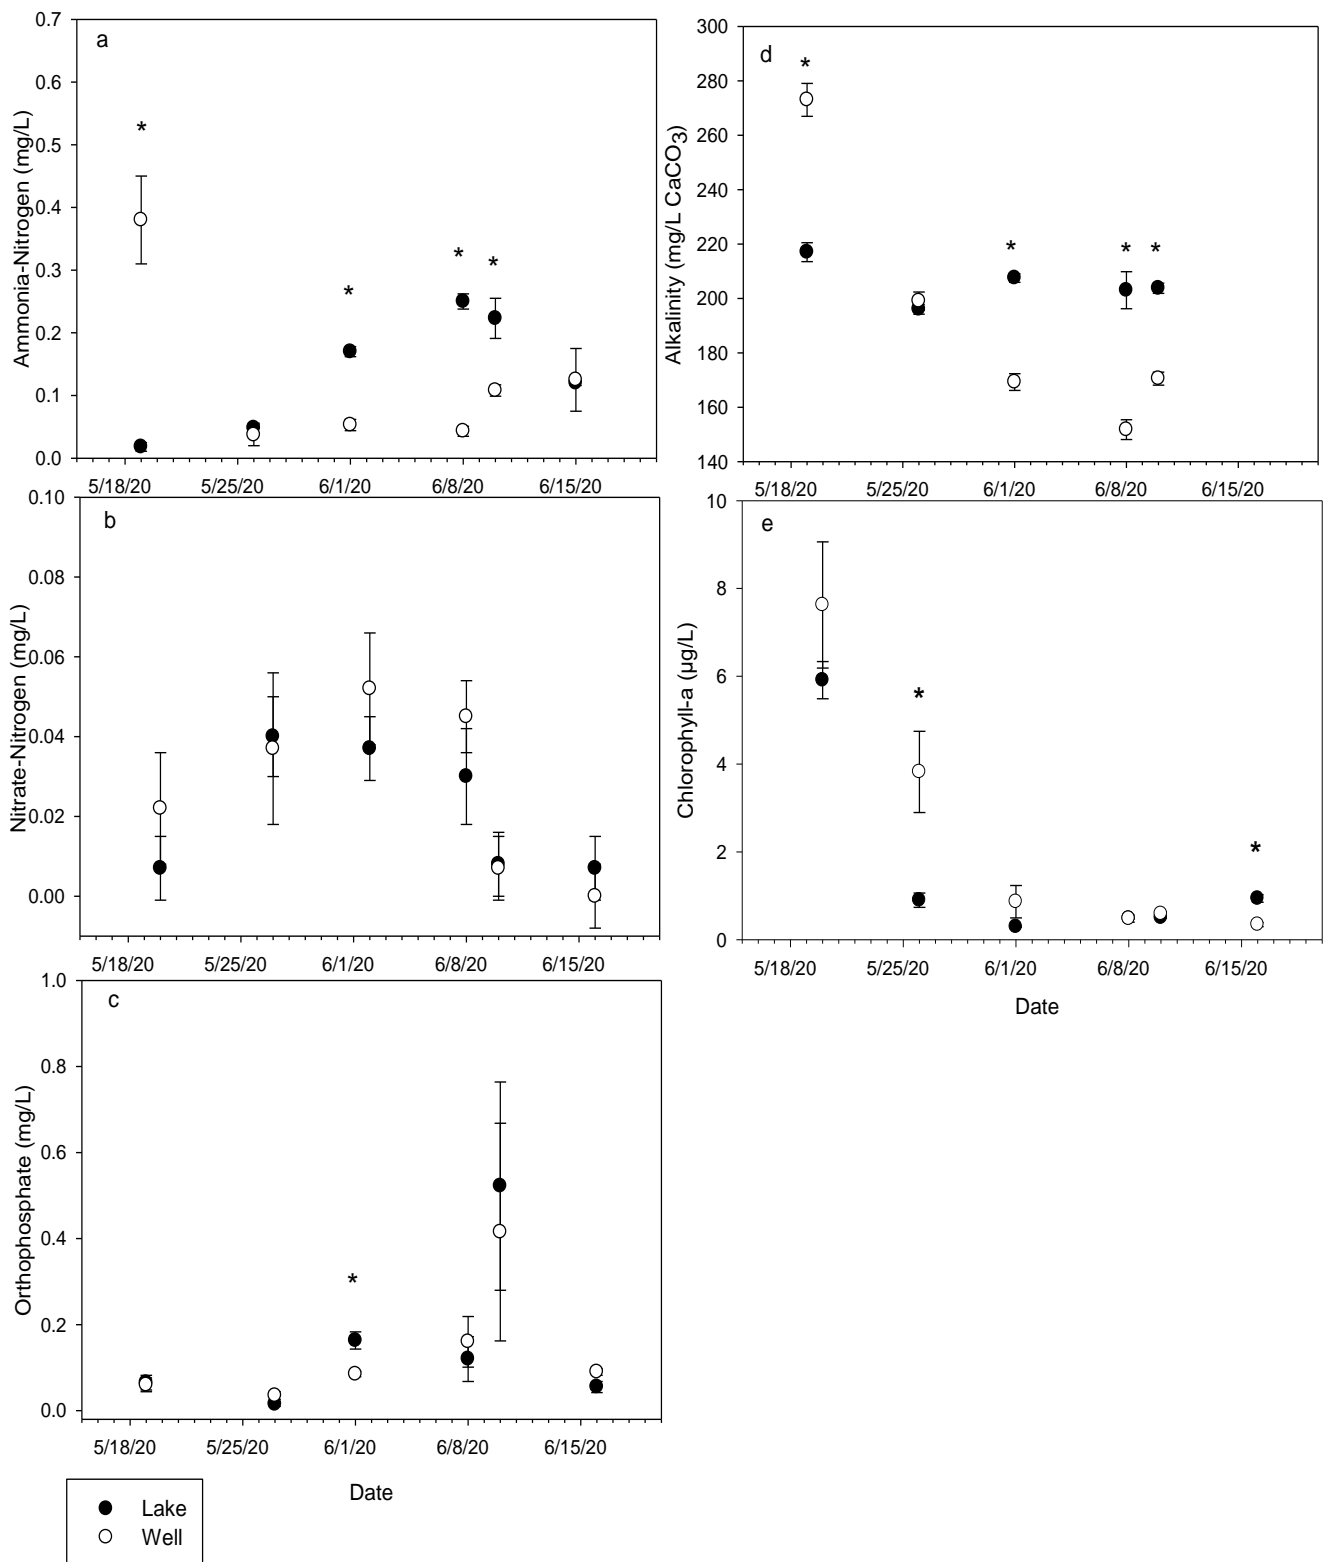 a
0.7
0.6
0.5
0.4
0.3
0.2
0.1
0.0
Ammonia-Nitrogen (mg/L)
*
*
*
*
5/18/20 5/25/20 6/1/20 6/8/20 6/15/20
b
0.10
0.08
0.06
0.04
0.02
0.00
Nitrate-Nitrogen (mg/L)
5/18/20 5/25/20 6/1/20 6/8/20 6/15/20
c
1.0
0.8
0.6
0.4
0.2
0.0
Orthophosphate (mg/L)
*
5/18/20 5/25/20 6/1/20 6/8/20 6/15/20
Date
Lake
Well
d
300
280
260
240
220
200
180
160
140
Alkalinity (mg/L CaCO3)
*
*
*
*
5/18/20 5/25/20 6/1/20 6/8/20 6/15/20
e
10
8
6
4
2
0
Chlorophyll-a (µg/L)
*
*
5/18/20 5/25/20 6/1/20 6/8/20 6/15/20
Date